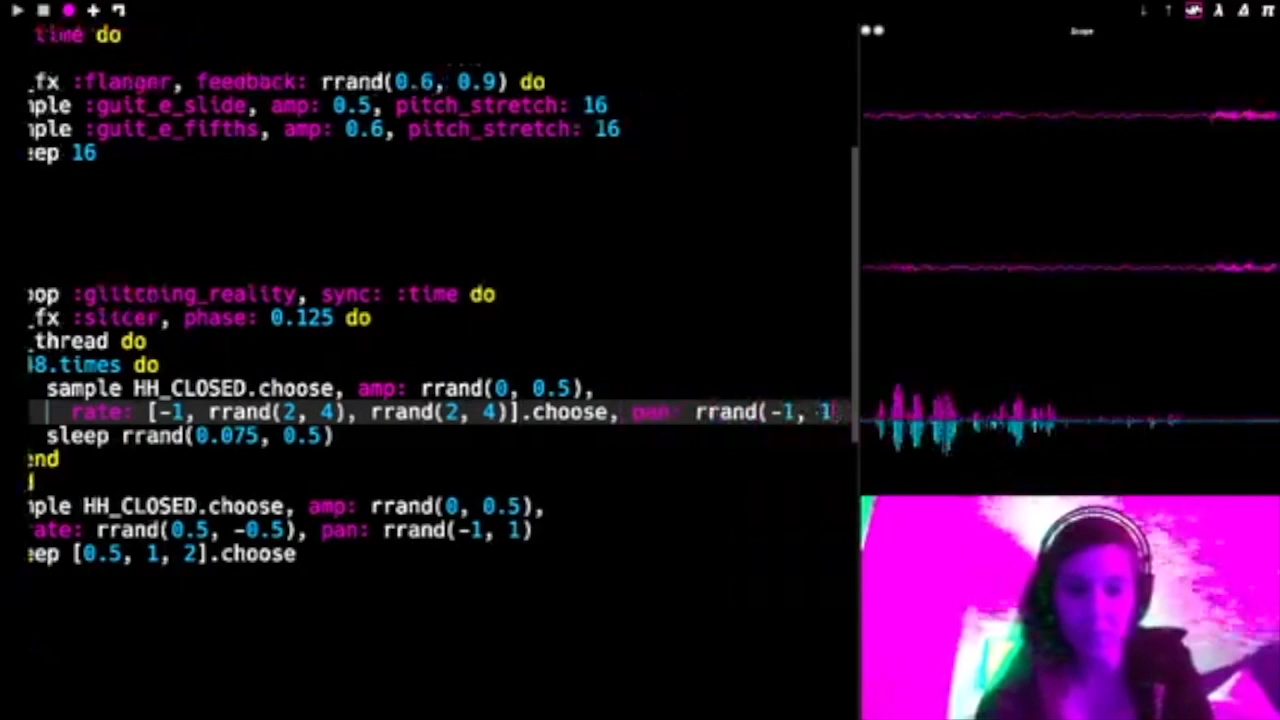 time do
_fx :flanger, feedback: rrand(0.6, 0.9) do
mple :guit_e_slide, amp: 0.5, pitch_stretch: 16
mple :guit_e_fifths, amp: 0.6, pitch_stretch: 16
eep 16
oop :glitching_reality, sync: :time do
_fx :slicer, phase: 0.125 do
_thread do
48.times do
sample HH_CLOSED.choose, amp: rrand(0, 0.5),
rate: [-1, rrand(2, 4), rrand(2, 4)].choose, pan: rrand(-1, 1
sleep rrand(0.075, 0.5)
end
d
mple HH_CLOSED.choose, amp: rrand(0, 0.5),
rate: rrand(0.5, -0.5), pan: rrand(-1, 1)
eep [0.5, 1, 2].choose
Scope